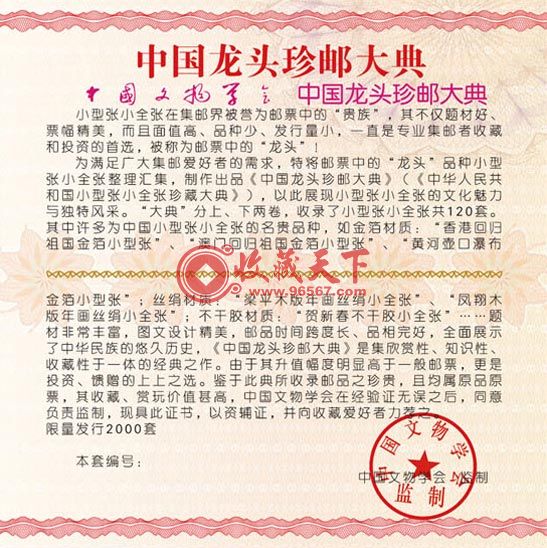 中国龙头珍邮大典
中國文物学会 中国龙头珍邮大典
小型张小全张在集邮界被誉为邮票中的“贵族”，其不仅题材好、
票幅精美，而且面值高、品种少、发行量小，一直是专业集邮者收藏
和投资的首选，被称为邮票中的“龙头”！
为满足广大集邮爱好者的需求，特将邮票中的“龙头”品种小型
张小全张整理汇集，制作出品《中国龙头珍邮大典》（《中华人民共
和国小型张小全张珍藏大典》），以此展现小型张小全张的文化魅力
与独特风采。“大典”分上、下两卷，收录了小型张小全张共120套。
其中许多为中国小型张小全张的名贵品种，如金箔材质：“香港回归
祖国金箔小型张”、“澳门回归祖国金箔小型张”、“黄河壶口瀑布
收藏天下
www.96567.com
金箔小型张”；丝绢材质：“梁平木版年画丝绢小全张”、“凤翔木
版年画丝绢小全张”；不干胶材质：“贺新春不干胶小全张”……题
材非常丰富，图文设计精美，邮品时间跨度长、品相完好，全面展示
了中华民族的悠久历史，《中国龙头珍邮大典》是集欣赏性、知识性、
收藏性于一体的经典之作。由于其升值幅度明显高于一般邮票，更是
投资、馈赠的上上之选。鉴于此典所收录邮品之珍贵，且均属原品原
票，其收藏、赏玩价值甚高，中国文物学会在经验证无误之后，同意
负责监制，现具此证书，以资辅证，并向收藏爱好者力荐之。
限量发行2000套
本套编号：
中国文物学会 监制
中国文物学会
监制